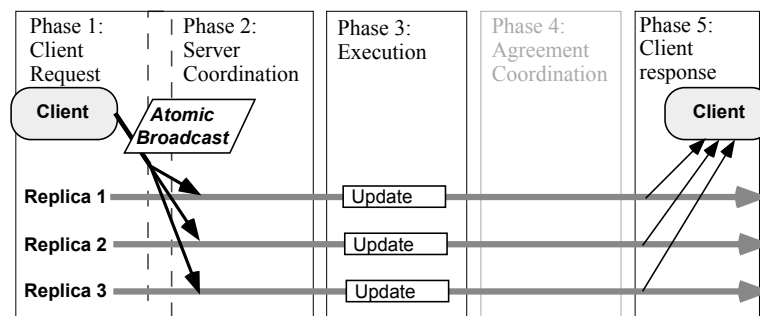 Phase 1:
Client
Request
Phase 2:
Server
Coordination
Phase 3:
Execution
Phase 4:
Agreement
Coordination
Phase 5:
Client
response
Client
Atomic
Broadcast
Client
Replica 1
Update
Replica 2
Update
Replica 3
Update